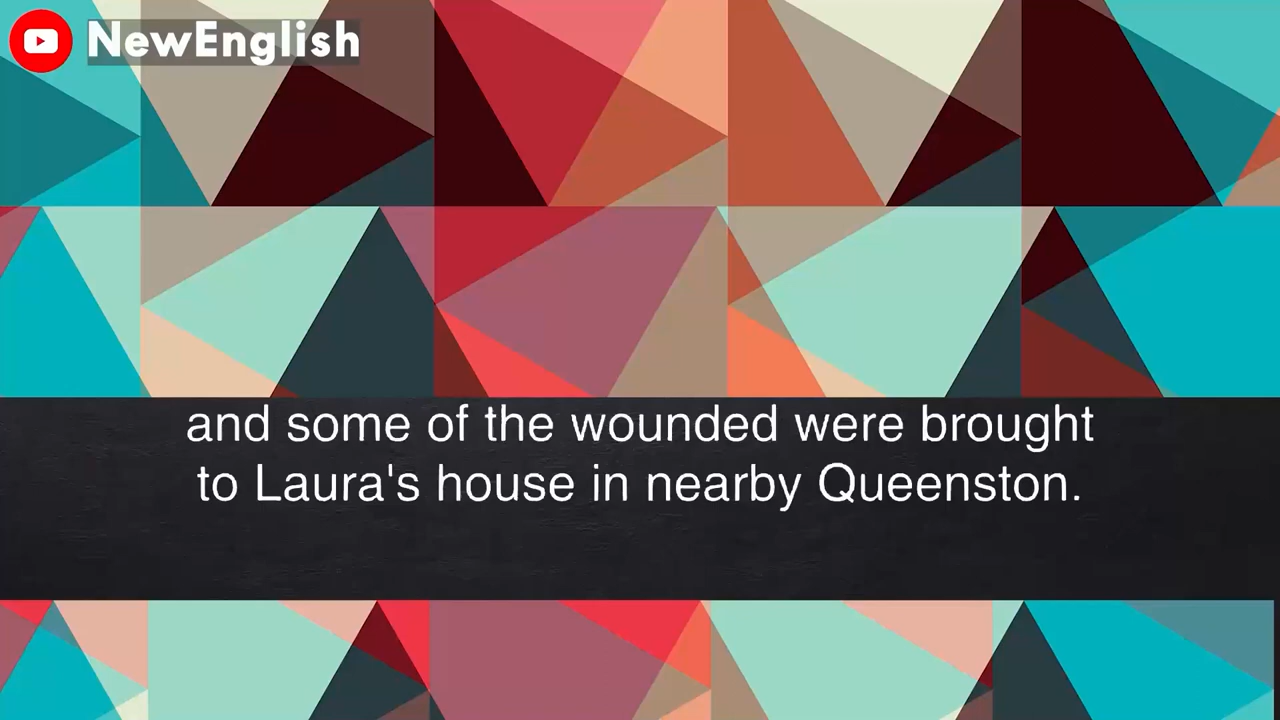 NewEnglish
and some of the wounded were brought
to Laura's house in nearby Queenston.